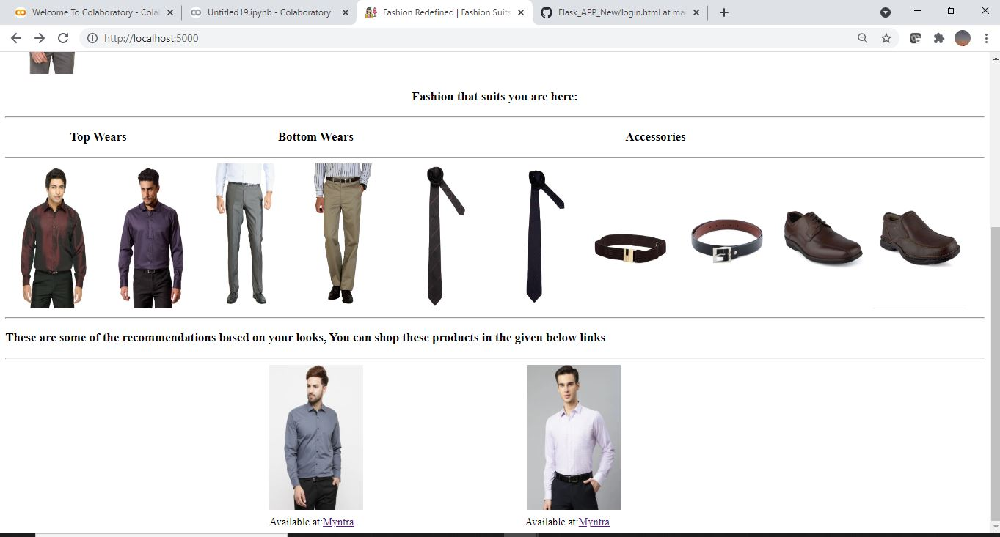 Welcome To Colaboratory - Cola
Untitled19.ipynb - Colaboratory
Fashion Redefined | Fashion Suits
Flask_APP_New/login.html at ma
http://localhost:5000
Fashion that suits you are here:
Top Wears
Bottom Wears
Accessories
These are some of the recommendations based on your looks, You can shop these products in the given below links
Available at:Myntra
Available at:Myntra